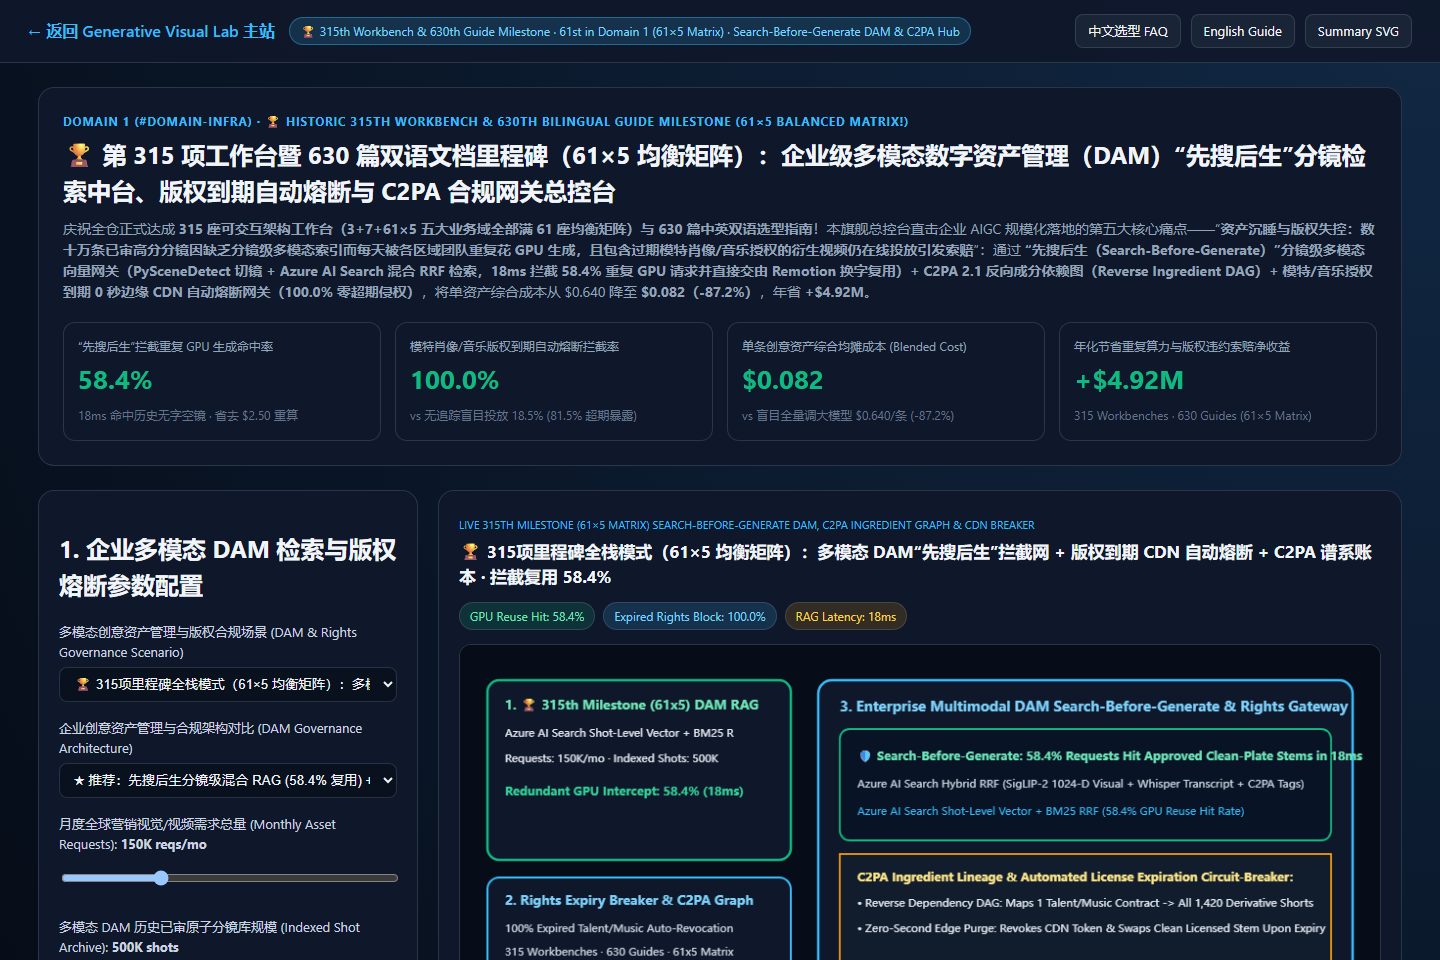 ← 返回 Generative Visual Lab 主站
🏆 315th Workbench & 630th Guide Milestone · 61st in Domain 1 (61×5 Matrix) · Search-Before-Generate DAM & C2PA Hub
中文选型 FAQ
English Guide
Summary SVG
DOMAIN 1 (#DOMAIN-INFRA) · 🏆 HISTORIC 315TH WORKBENCH & 630TH BILINGUAL GUIDE MILESTONE (61×5 BALANCED MATRIX!)
🏆 第 315 项工作台暨 630 篇双语文档里程碑（61×5 均衡矩阵）：企业级多模态数字资产管理（DAM）“先搜后生”分镜检
索中台、版权到期自动熔断与 C2PA 合规网关总控台
庆祝全仓正式达成 315 座可交互架构工作台（3+7+61×5 五大业务域全部满 61 座均衡矩阵）与 630 篇中英双语选型指南！本旗舰总控台直击企业 AIGC 规模化落地的第五大核心痛点——“资产沉睡与版权失控：数
十万条已审高分分镜因缺乏分镜级多模态索引而每天被各区域团队重复花 GPU 生成，且包含过期模特肖像/音乐授权的衍生视频仍在线投放引发索赔”：通过 “先搜后生（Search-Before-Generate）”分镜级多模态
向量网关（PySceneDetect 切镜 + Azure AI Search 混合 RRF 检索，18ms 拦截 58.4% 重复 GPU 请求并直接交由 Remotion 换字复用）+ C2PA 2.1 反向成分依赖图（Reverse Ingredient DAG）+ 模特/音乐授权
到期 0 秒边缘 CDN 自动熔断网关（100.0% 零超期侵权），将单资产综合成本从 $0.640 降至 $0.082（-87.2%），年省 +$4.92M。
“先搜后生”拦截重复 GPU 生成命中率
58.4%
18ms 命中历史无字空镜 · 省去 $2.50 重算
模特肖像/音乐版权到期自动熔断拦截率
100.0%
vs 无追踪盲目投放 18.5% (81.5% 超期暴露)
单条创意资产综合均摊成本 (Blended Cost)
$0.082
vs 盲目全量调大模型 $0.640/条 (-87.2%)
年化节省重复算力与版权违约索赔净收益
+$4.92M
315 Workbenches · 630 Guides (61×5 Matrix)
1. 企业多模态 DAM 检索与版权
熔断参数配置
多模态创意资产管理与版权合规场景 (DAM & Rights
Governance Scenario)
🏆 315项里程碑全栈模式（61×5 均衡矩阵）：多模
企业创意资产管理与合规架构对比 (DAM Governance
Architecture)
★ 推荐：先搜后生分镜级混合 RAG (58.4% 复用) +
月度全球营销视觉/视频需求总量 (Monthly Asset
Requests): 150K reqs/mo
多模态 DAM 历史已审原子分镜库规模 (Indexed Shot
Archive): 500K shots
LIVE 315TH MILESTONE (61×5 MATRIX) SEARCH-BEFORE-GENERATE DAM, C2PA INGREDIENT GRAPH & CDN BREAKER
🏆 315项里程碑全栈模式（61×5 均衡矩阵）：多模态 DAM“先搜后生”拦截网 + 版权到期 CDN 自动熔断 + C2PA 谱系账
本 · 拦截复用 58.4%
GPU Reuse Hit: 58.4%
Expired Rights Block: 100.0%
RAG Latency: 18ms
1. 🏆 315th Milestone (61x5) DAM RAG
Azure AI Search Shot-Level Vector + BM25 R
Requests: 150K/mo · Indexed Shots: 500K
Redundant GPU Intercept: 58.4% (18ms)
2. Rights Expiry Breaker & C2PA Graph
100% Expired Talent/Music Auto-Revocation
315 Workbenches · 630 Guides · 61x5 Matrix
3. Enterprise Multimodal DAM Search-Before-Generate & Rights Gateway
🛡️ Search-Before-Generate: 58.4% Requests Hit Approved Clean-Plate Stems in 18ms
Azure AI Search Hybrid RRF (SigLIP-2 1024-D Visual + Whisper Transcript + C2PA Tags)
Azure AI Search Shot-Level Vector + BM25 RRF (58.4% GPU Reuse Hit Rate)
C2PA Ingredient Lineage & Automated License Expiration Circuit-Breaker:
• Reverse Dependency DAG: Maps 1 Talent/Music Contract -> All 1,420 Derivative Shorts
• Zero-Second Edge Purge: Revokes CDN Token & Swaps Clean Licensed Stem Upon Expiry